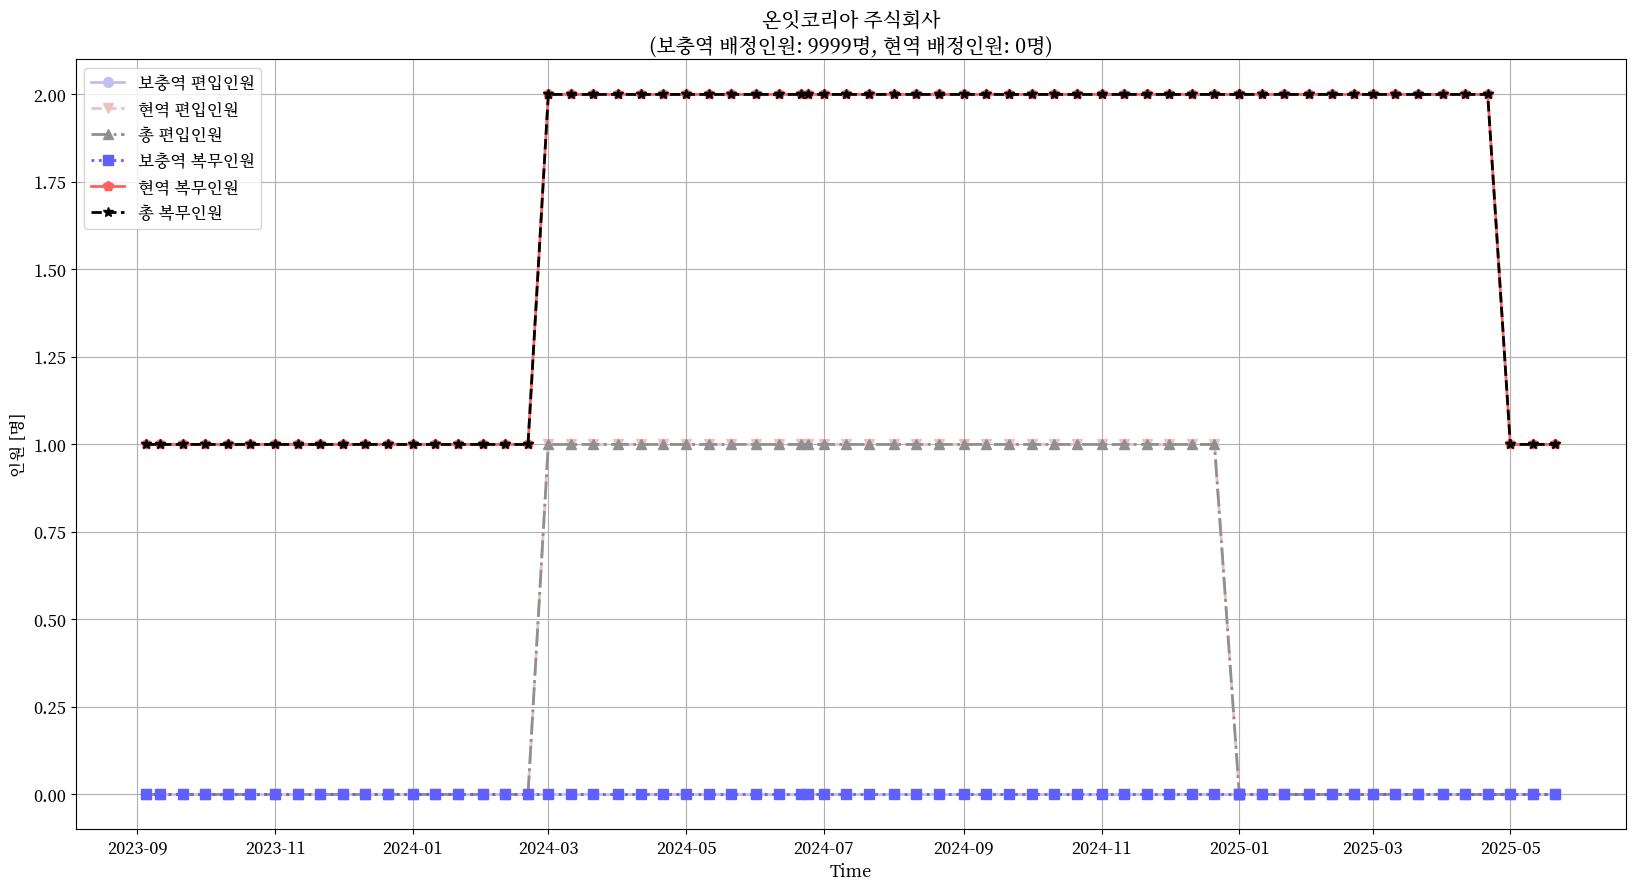 온잇코리아 주식회사
(보충역 배정인원: 9999명, 현역 배정인원: 0명)
보충역 편입인원
현역 편입인원
총 편입인원
보충역 복무인원
현역 복무인원
총 복무인원
2.00
1.75
1.50
1.25
1.00
0.75
0.50
0.25
0.00
인원 [명]
2023-09 2023-11 2024-01 2024-03 2024-05 2024-07 2024-09 2024-11 2025-01 2025-03 2025-05
Time